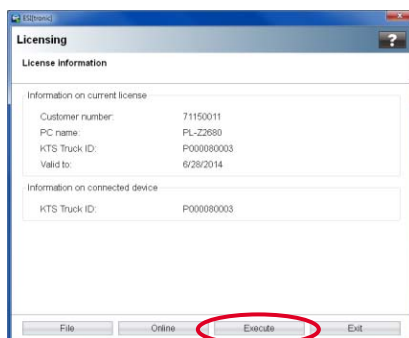 ESI[tronic]
Licensing
?
License information
Information on current license
Customer number: 71150011
PC name: PL-Z2680
KTS Truck ID: P000080003
Valid to: 6/28/2014
Information on connected device
KTS Truck ID: P000080003
File Online Execute Exit